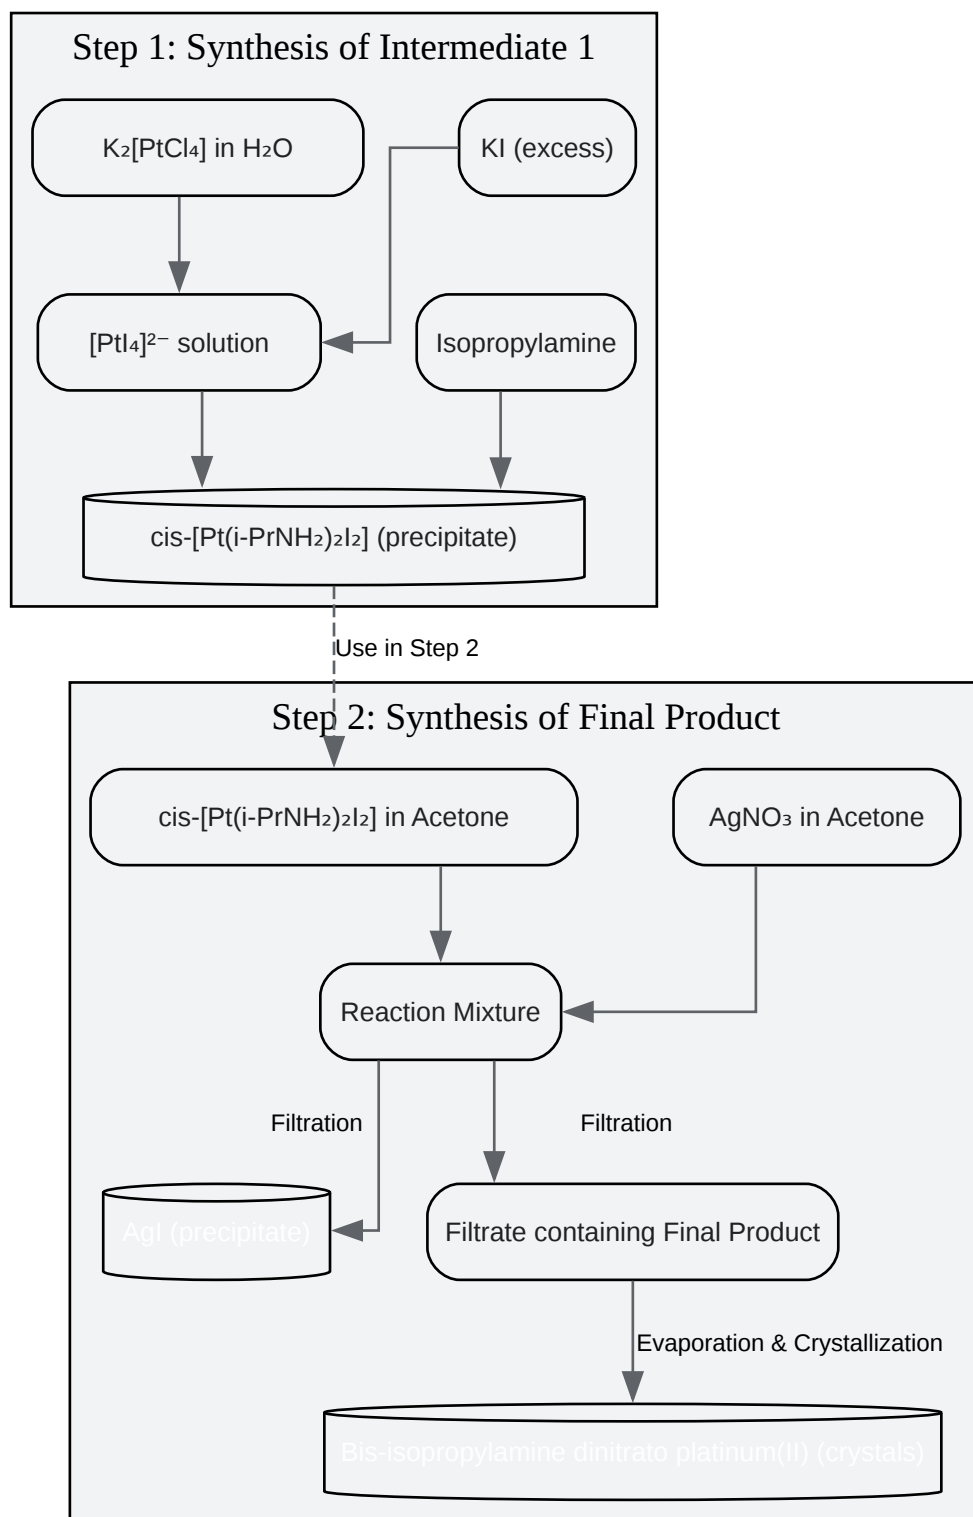 Step 1: Synthesis of Intermediate 1
K₂[PtCl₄] in H₂O
KI (excess)
[PtI₄]²⁻ solution
Isopropylamine
cis-[Pt(i-PrNH₂)₂I₂] (precipitate)
Use in Step 2
Step 2: Synthesis of Final Product
cis-[Pt(i-PrNH₂)₂I₂] in Acetone
AgNO₃ in Acetone
Reaction Mixture
Filtration
Filtration
AgI (precipitate)
Filtrate containing Final Product
Evaporation & Crystallization
Bis-isopropylamine dinitrato platinum(II) (crystals)